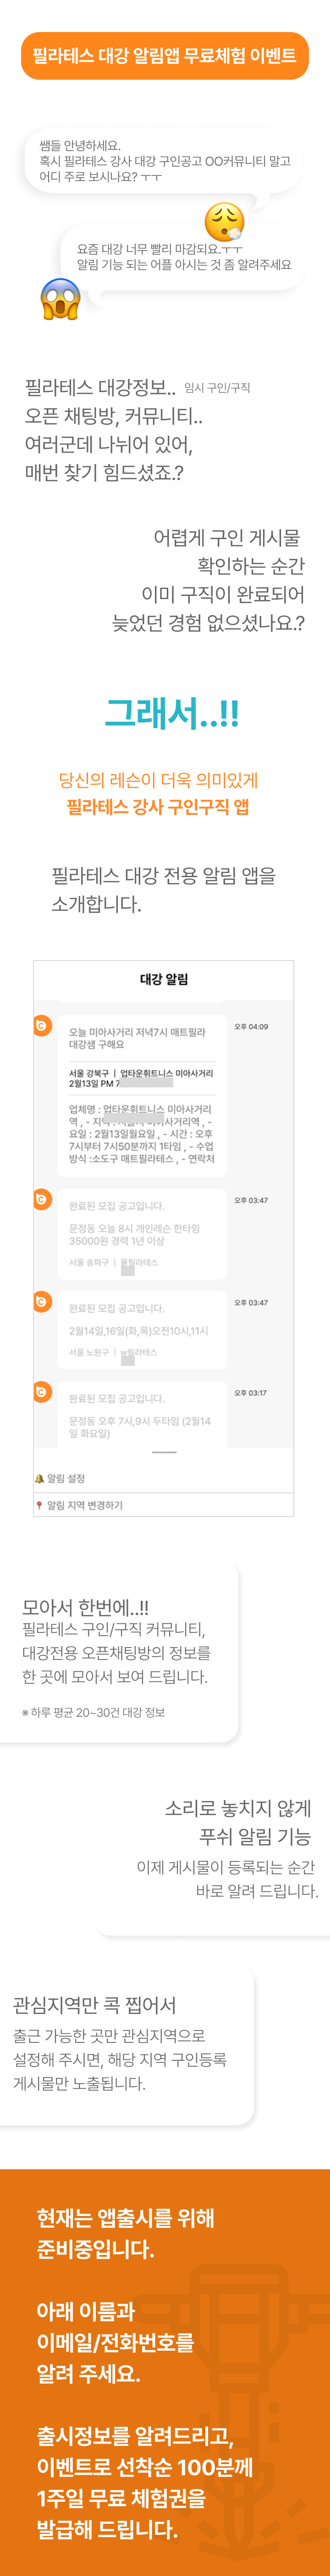 필라테스 대강 알림앱 무료체험 이벤트
쌤들 안녕하세요.
혹시 필라테스 강사 대강 구인공고 OO커뮤니티 말고
어디 주로 보시나요? ㅜㅜ
요즘 대강 너무 빨리 마감되요.ㅜㅜ
알림 기능 되는 어플 아시는 것 좀 알려주세요
필라테스 대강정보.. 임시 구인/구직
오픈 채팅방, 커뮤니티..
여러군데 나뉘어 있어,
매번 찾기 힘드셨죠.?
어렵게 구인 게시물
확인하는 순간
이미 구직이 완료되어
늦었던 경험 없으셨나요.?
그래서..!!
당신의 레슨이 더욱 의미있게
필라테스 강사 구인구직 앱
필라테스 대강 전용 알림 앱을
소개합니다.
대강 알림
오늘 미아사거리 저녁7시 매트필라
대강샘 구해요
오후 04:09
서울 강북구 | 업타운휘트니스 미아사거리
2월13일 PM 7
업체명 : 업타운휘트니스 미아사거리
역 , - 지역 : 서울시 미아사거리역 , -
요일 : 2월13일월요일 , - 시간 : 오후
7시부터 7시50분까지 1타임 , - 수업
방식 :소도구 매트필라테스 , - 연락처
완료된 모집 공고입니다.
오후 03:47
문정동 오늘 8시 개인레슨 한타임
35000원 경력 1년 이상
서울 송파구 | 필라테스
완료된 모집 공고입니다.
오후 03:47
2월14일,16일(화,목)오전10시,11시
서울 노원구 | w필라테스
완료된 모집 공고입니다.
오후 03:17
문정동 오후 7시,9시 두타임 (2월14
일 화요일)
알림 설정
알림 지역 변경하기
모아서 한번에..!!
필라테스 구인/구직 커뮤니티,
대강전용 오픈채팅방의 정보를
한 곳에 모아서 보여 드립니다.
※ 하루 평균 20~30건 대강 정보
소리로 놓치지 않게
푸쉬 알림 기능
이제 게시물이 등록되는 순간
바로 알려 드립니다.
관심지역만 콕 찝어서
출근 가능한 곳만 관심지역으로
설정해 주시면, 해당 지역 구인등록
게시물만 노출됩니다.
현재는 앱출시를 위해
준비중입니다.
아래 이름과
이메일/전화번호를
알려 주세요.
출시정보를 알려드리고,
이벤트로 선착순 100분께
1주일 무료 체험권을
발급해 드립니다.